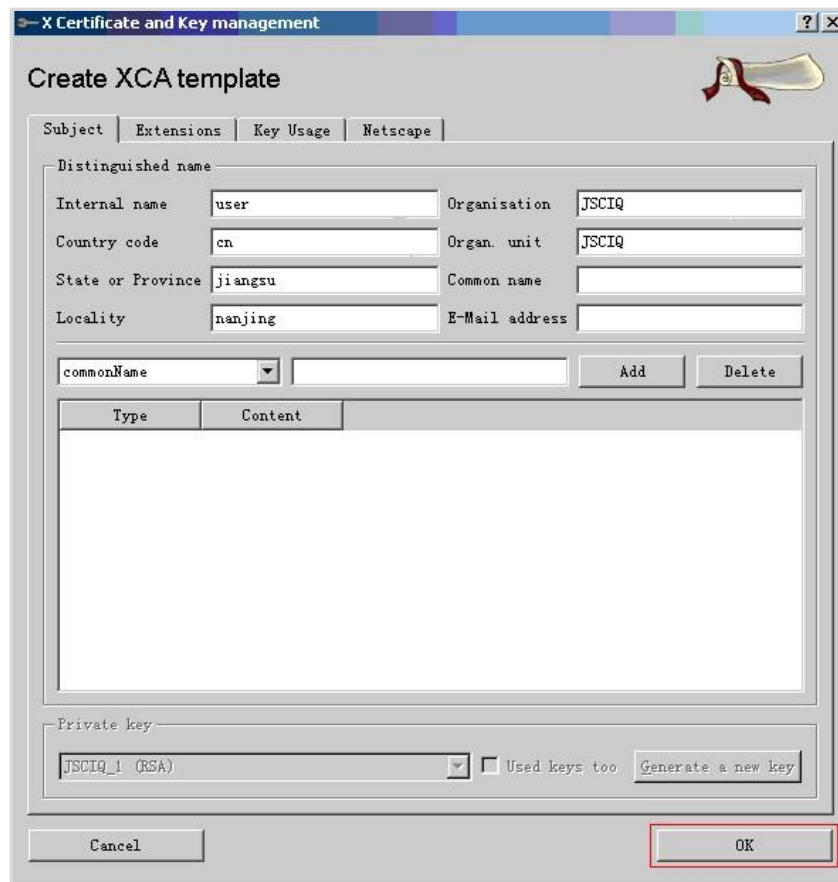 X Certificate and Key management
Create XCA template
Subject Extensions Key Usage Netscape
Distinguished name
Internal name user Organisation JSCIQ
Country code cn Organ. unit JSCIQ
State or Province jiangsu Common name
Locality nanjing E-Mail address
commonName Add Delete
Type Content
Private key
JSCIQ_1 (RSA) Used keys too Generate a new key
Cancel OK